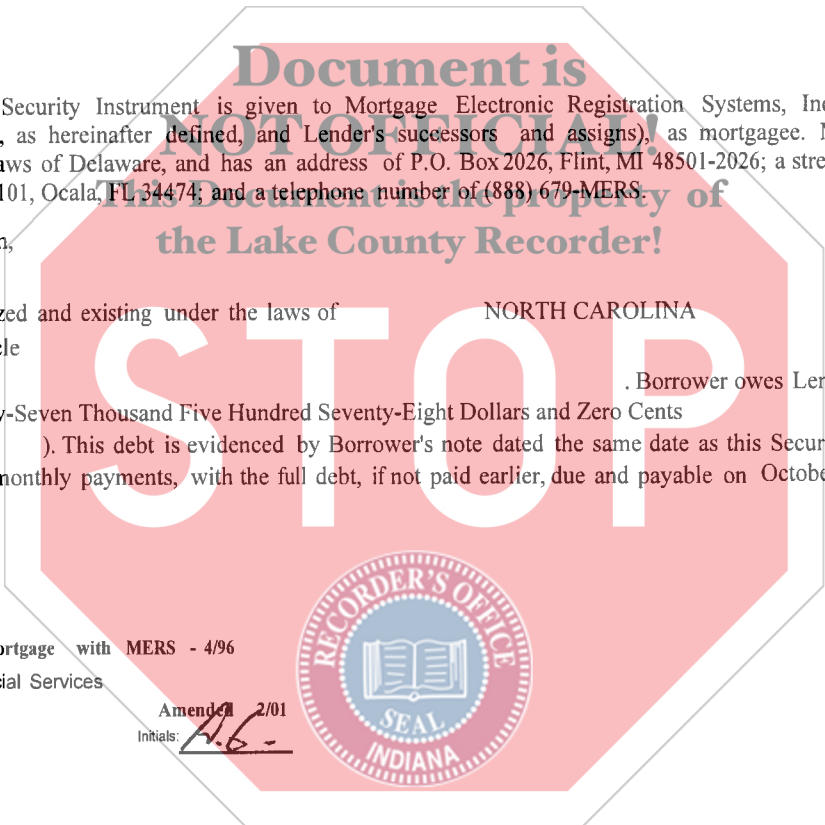 Document is
Security Instrument is given to Mortgage Electronic Registration Systems, Inc
NOT OFFICIAL!
, as hereinafter defined, and Lender's successors and assigns), as mortgagee.
aws of Delaware, and has an address of P.O. Box 2026, Flint, MI 48501-2026; a stre
This Document is the property of
101, Ocala, FL 34474; and a telephone number of (888) 679-MERS.
the Lake County Recorder!
n,
zed and existing under the laws of NORTH CAROLINA
cle
. Borrower owes Len
y-Seven Thousand Five Hundred Seventy-Eight Dollars and Zero Cents
). This debt is evidenced by Borrower's note dated the same date as this Secur
monthly payments, with the full debt, if not paid earlier, due and payable on Octobe
STOP
RECORDER'S OFFICE
SEAL
INDIANA
ortgage with MERS - 4/96
cial Services
Amended 2/01
Initials: